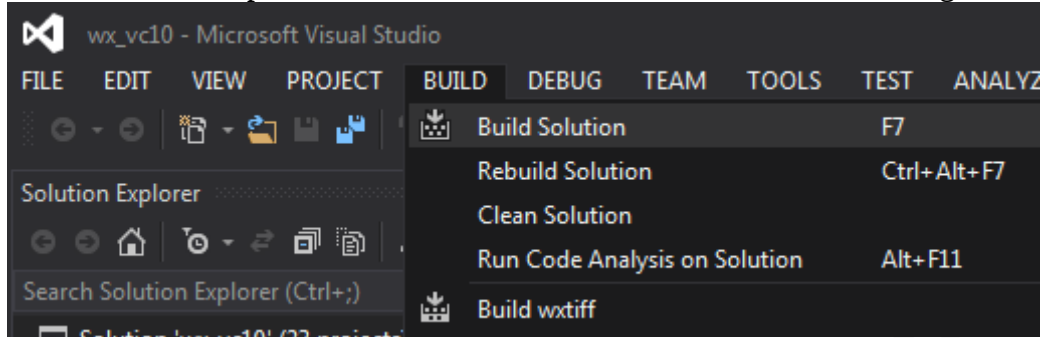 wx_vc10 - Microsoft Visual Studio
FILE EDIT VIEW PROJECT BUILD DEBUG TEAM TOOLS TEST ANALYZ
Build Solution F7
Rebuild Solution Ctrl+Alt+F7
Solution Explorer
Clean Solution
Run Code Analysis on Solution Alt+F11
Search Solution Explorer (Ctrl+;)
Build wxtiff